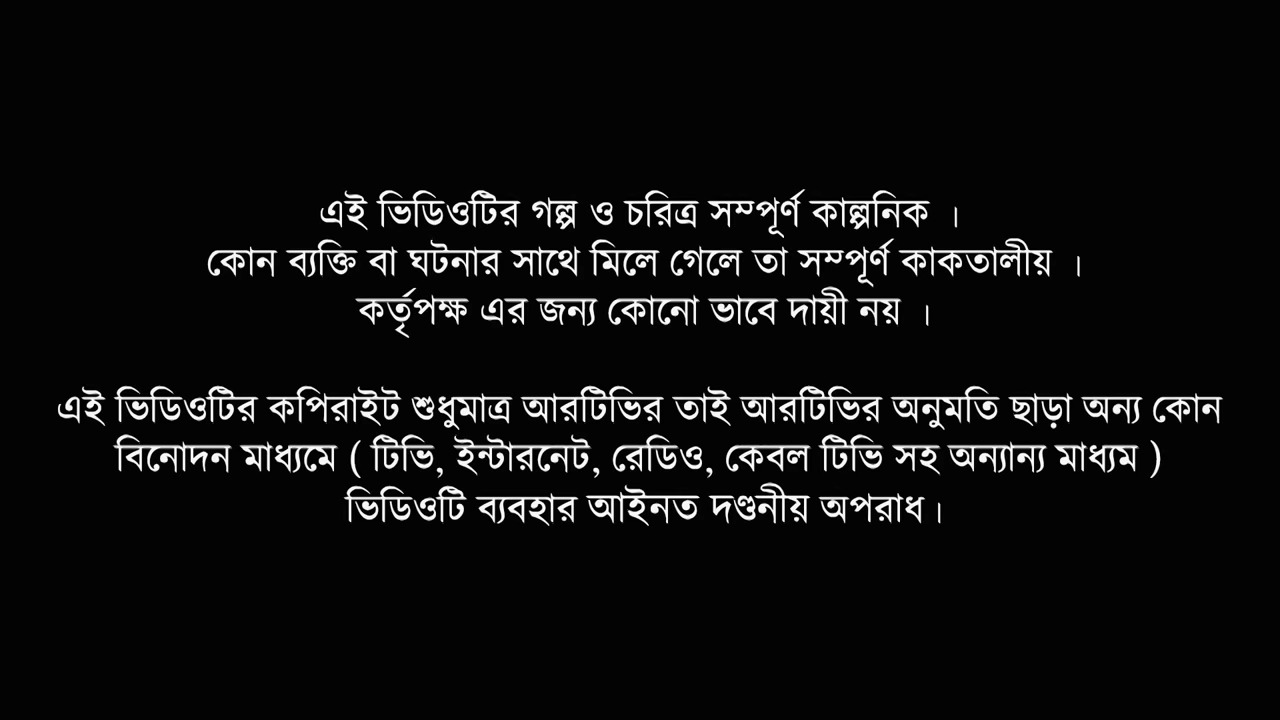 এই ভিডিওটির গল্প ও চরিত্র সম্পূর্ণ কাল্পনিক ।
কোন ব্যক্তি বা ঘটনার সাথে মিলে গেলে তা সম্পূর্ণ কাকতালীয় ।
কর্তৃপক্ষ এর জন্য কোনো ভাবে দায়ী নয় ।
এই ভিডিওটির কপিরাইট শুধুমাত্র আরটিভির তাই আরটিভির অনুমতি ছাড়া অন্য কোন
বিনোদন মাধ্যমে ( টিভি, ইন্টারনেট, রেডিও, কেবল টিভি সহ অন্যান্য মাধ্যম )
ভিডিওটি ব্যবহার আইনত দণ্ডনীয় অপরাধ।